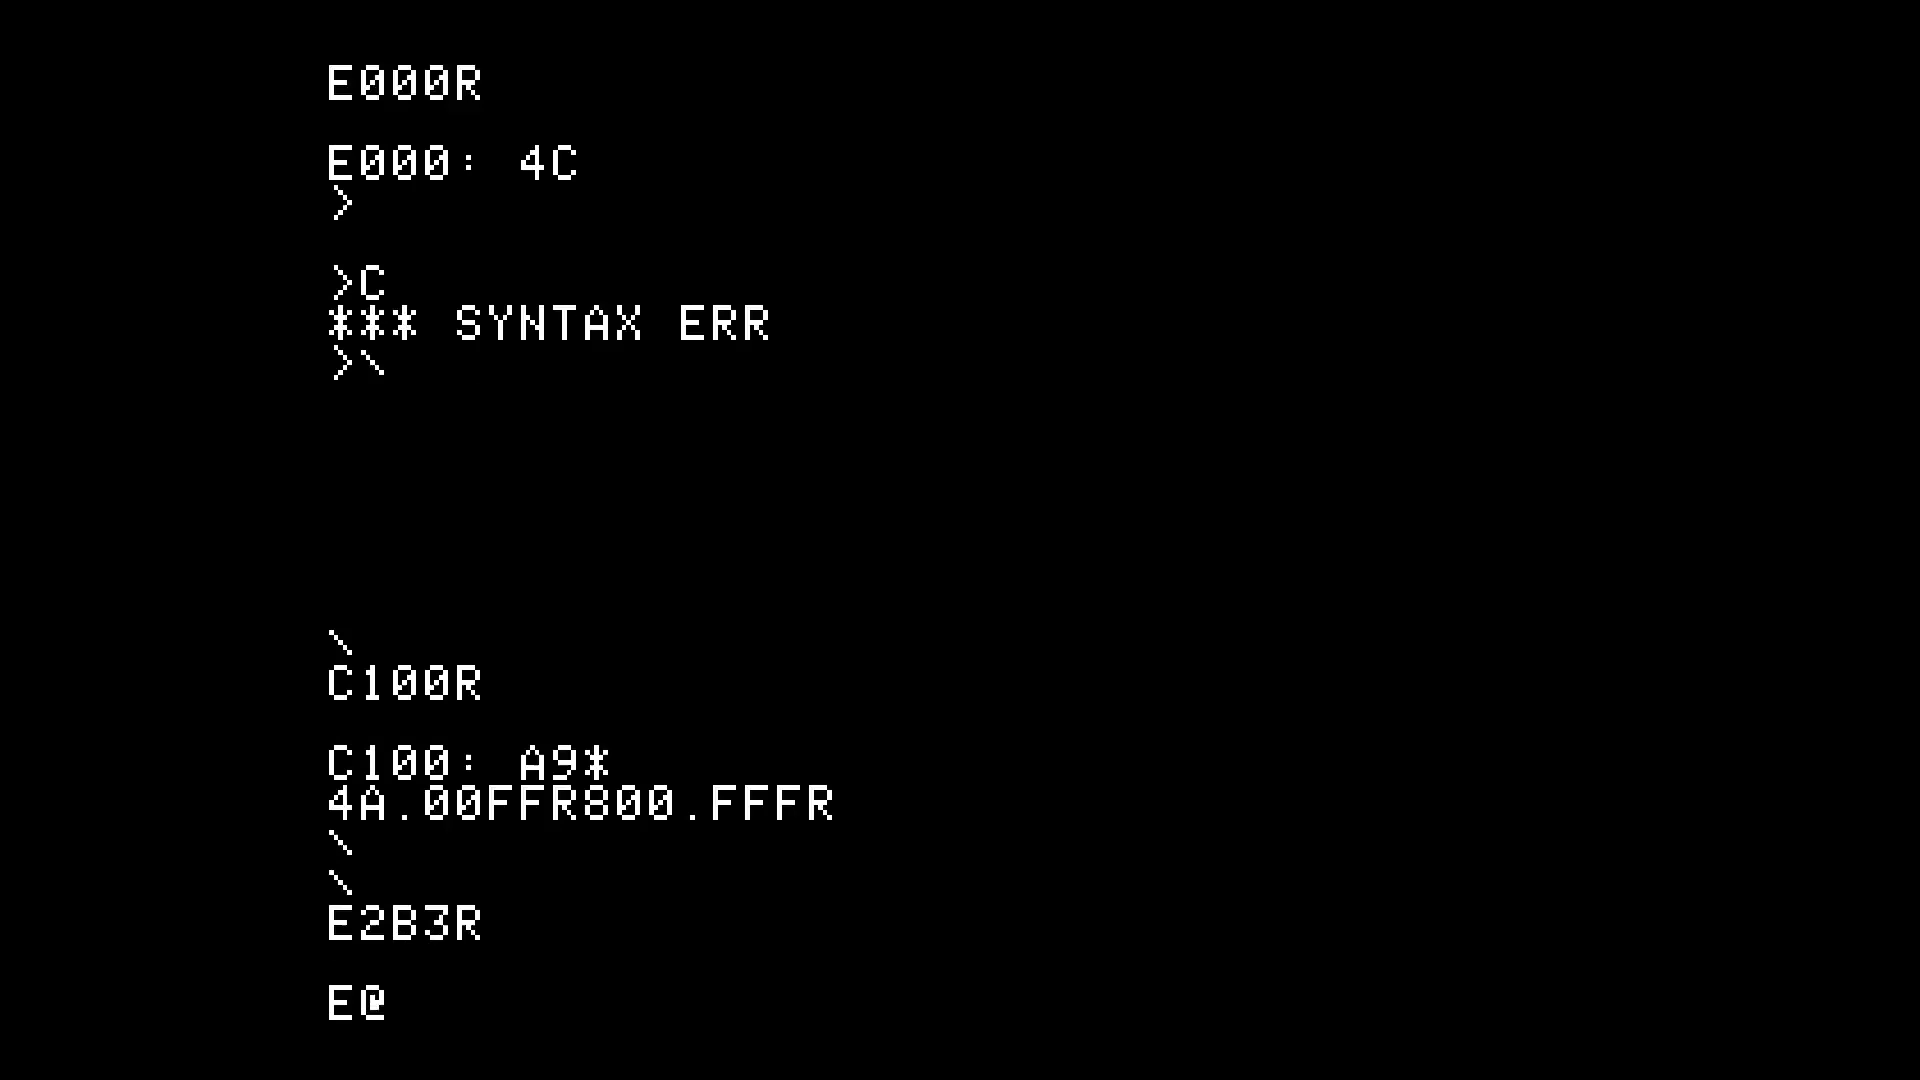 E000R
E000: 4C
>
>C
*** SYNTAX ERR
>\
\
C100R
C100: A9*
4A.00FFR800.FFFR
\
\
E2B3R
E@